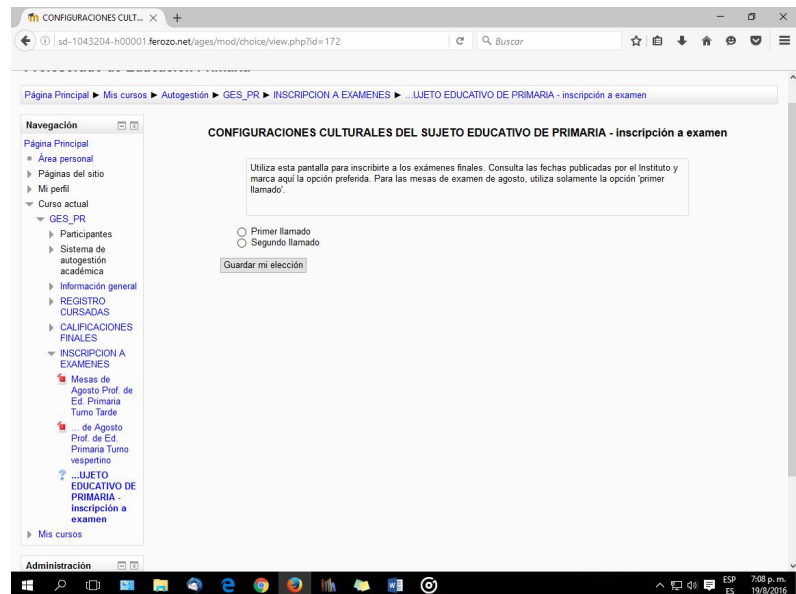 CONFIGURACIONES CULT...
sd-1043204-h00001.ferozo.net/ages/mod/choice/view.php?id=172
Buscar
Página Principal ► Mis cursos ► Autogestión ► GES_PR ► INSCRIPCION A EXAMENES ► ...UJETO EDUCATIVO DE PRIMARIA - inscripción a examen
Navegación
Página Principal
Área personal
Páginas del sitio
Mi perfil
Curso actual
GES_PR
Participantes
Sistema de
autogestión
académica
Información general
REGISTRO
CURSADAS
CALIFICACIONES
FINALES
INSCRIPCION A
EXAMENES
Mesas de
Agosto Prof. de
Ed. Primaria
Turno Tarde
... de Agosto
Prof. de Ed.
Primaria Turno
vespertino
...UJETO
EDUCATIVO DE
PRIMARIA -
inscripción a
examen
Mis cursos
Administración
CONFIGURACIONES CULTURALES DEL SUJETO EDUCATIVO DE PRIMARIA - inscripción a examen
Utiliza esta pantalla para inscribirte a los exámenes finales. Consulta las fechas publicadas por el Instituto y
marca aquí la opción preferida. Para las mesas de examen de agosto, utiliza solamente la opción 'primer
llamado'.
Primer llamado
Segundo llamado
Guardar mi elección
ESP
ES
7:08 p. m.
19/8/2016